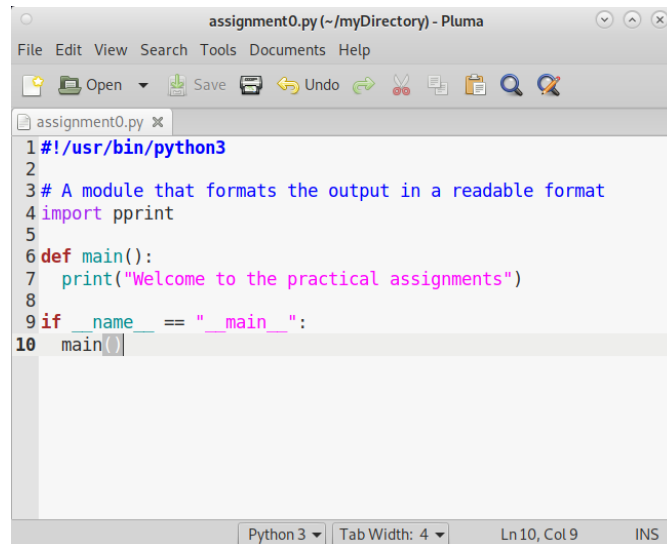 assignment0.py (~/myDirectory) - Pluma
File Edit View Search Tools Documents Help
Open Save Undo
assignment0.py
1 #!/usr/bin/python3
2
3 # A module that formats the output in a readable format
4 import pprint
5
6 def main():
7   print("Welcome to the practical assignments")
8
9 if __name__ == "__main__":
10   main()
Python 3 Tab Width: 4 Ln 10, Col 9 INS